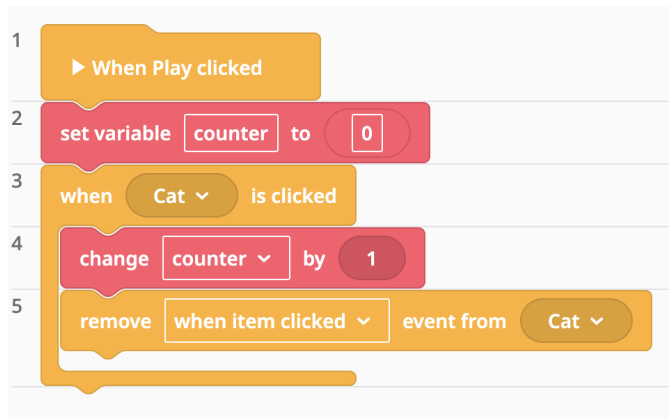 1 When Play clicked
2 set variable counter to 0
3 when Cat is clicked
4 change counter by 1
5 remove when item clicked event from Cat